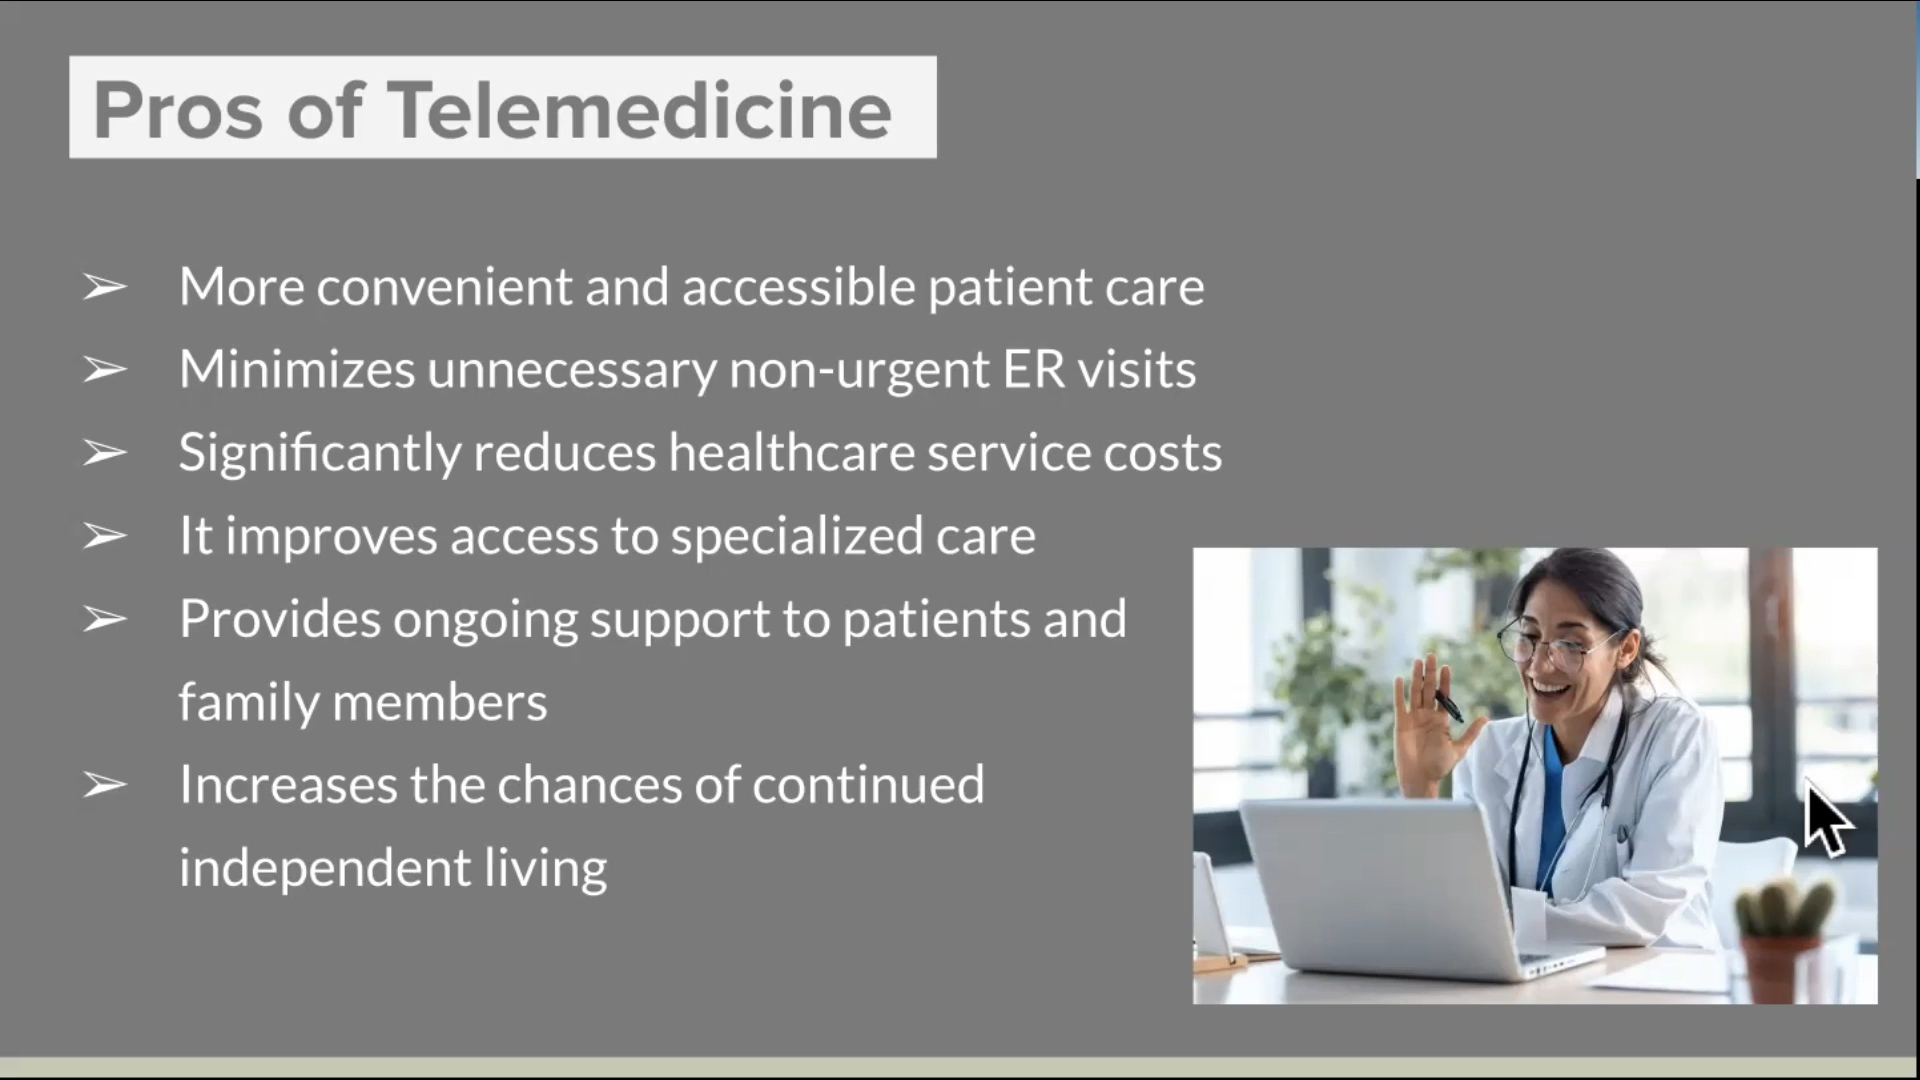 Pros of Telemedicine
➢ More convenient and accessible patient care
➢ Minimizes unnecessary non-urgent ER visits
➢ Significantly reduces healthcare service costs
➢ It improves access to specialized care
➢ Provides ongoing support to patients and
family members
➢ Increases the chances of continued
independent living